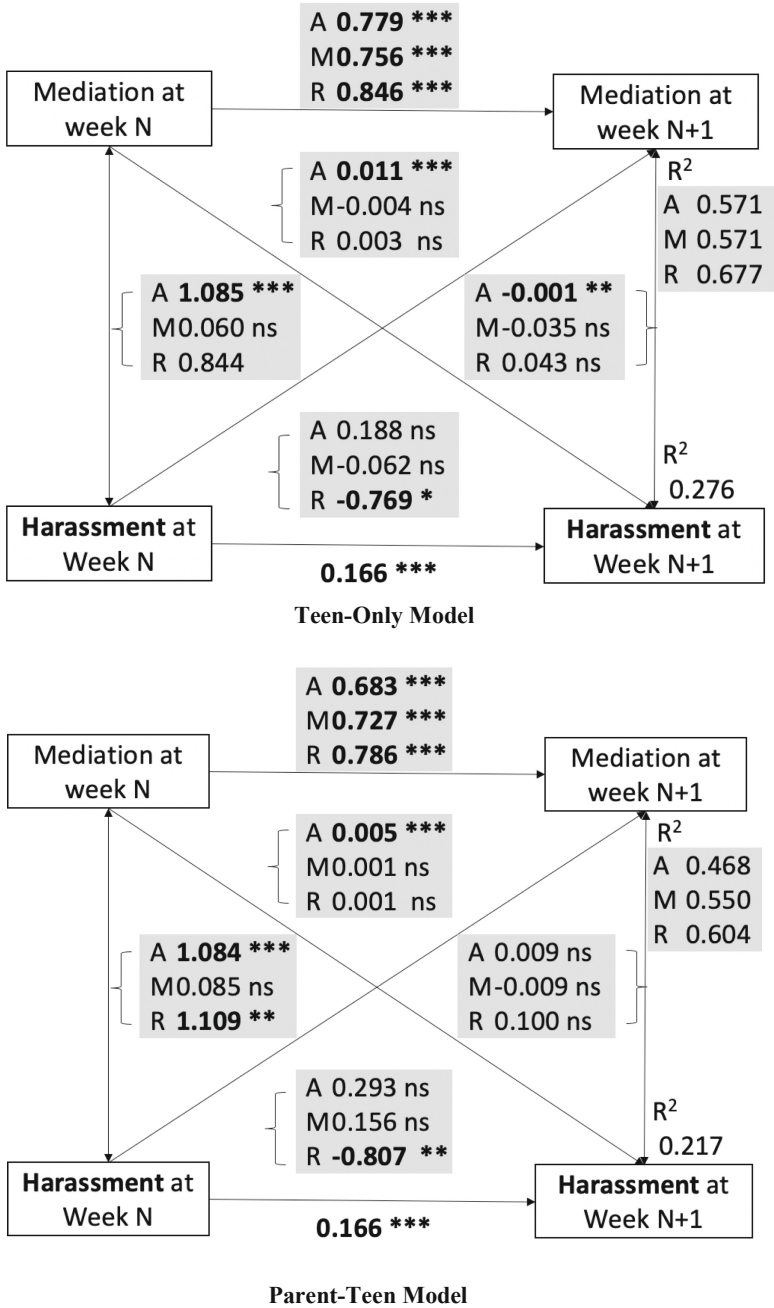 A 0.779 ***
M 0.756 ***
R 0.846 ***
Mediation at
week N
Mediation at
week N+1
A 0.011 ***
M -0.004 ns
R 0.003 ns
R²
A 0.571
M 0.571
R 0.677
A 1.085 ***
M 0.060 ns
R 0.844
A -0.001 **
M -0.035 ns
R 0.043 ns
A 0.188 ns
M -0.062 ns
R -0.769 *
R²
0.276
Harassment at
Week N
Harassment at
Week N+1
0.166 ***
Teen-Only Model
A 0.683 ***
M 0.727 ***
R 0.786 ***
Mediation at
week N
Mediation at
week N+1
A 0.005 ***
M 0.001 ns
R 0.001 ns
R²
A 0.468
M 0.550
R 0.604
A 1.084 ***
M 0.085 ns
R 1.109 **
A 0.009 ns
M -0.009 ns
R 0.100 ns
A 0.293 ns
M 0.156 ns
R -0.807 **
R²
0.217
Harassment at
Week N
Harassment at
Week N+1
0.166 ***
Parent-Teen Model